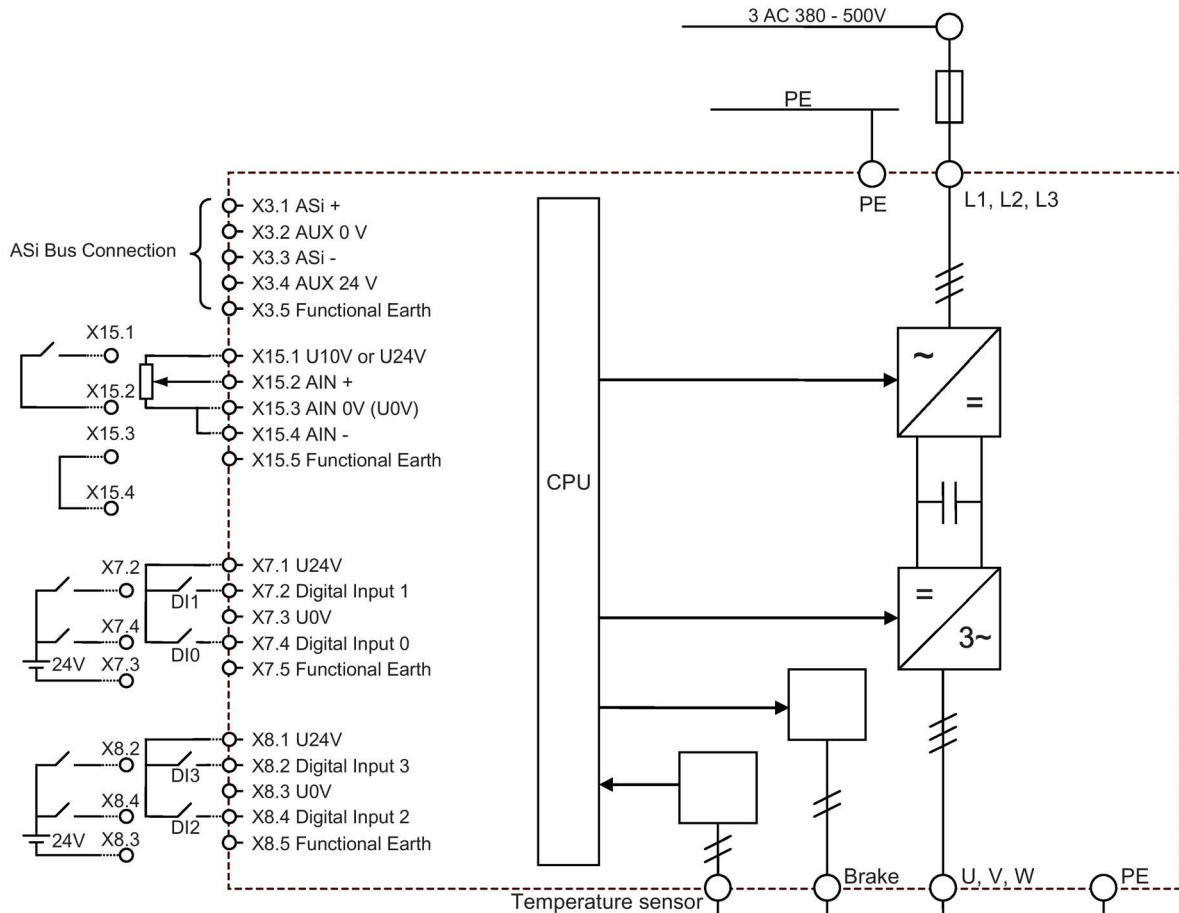 3 AC 380 - 500V
PE
PE
L1, L2, L3
ASi Bus Connection
X3.1 ASi +
X3.2 AUX 0 V
X3.3 ASi -
X3.4 AUX 24 V
X3.5 Functional Earth
X15.1
X15.2
X15.3
X15.4
X15.1 U10V or U24V
X15.2 AIN +
X15.3 AIN 0V (U0V)
X15.4 AIN -
X15.5 Functional Earth
CPU
~
=
=
3~
X7.2
X7.4
X7.3
24V
DI1
DI0
X7.1 U24V
X7.2 Digital Input 1
X7.3 U0V
X7.4 Digital Input 0
X7.5 Functional Earth
X8.2
X8.4
X8.3
24V
DI3
DI2
X8.1 U24V
X8.2 Digital Input 3
X8.3 U0V
X8.4 Digital Input 2
X8.5 Functional Earth
Temperature sensor
Brake
U, V, W
PE